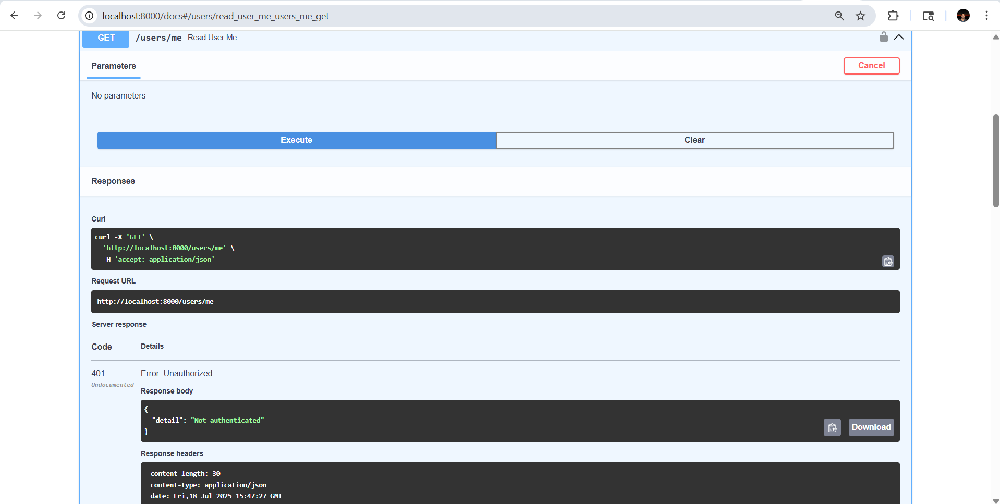 localhost:8000/docs#/users/read_user_me_users_me_get
GET /users/me Read User Me
Parameters
Cancel
No parameters
Execute
Clear
Responses
Curl
curl -X 'GET' \
'http://localhost:8000/users/me' \
-H 'accept: application/json'
Request URL
http://localhost:8000/users/me
Server response
Code Details
401 Error: Unauthorized
Undocumented
Response body
{
"detail": "Not authenticated"
}
Download
Response headers
content-length: 30
content-type: application/json
date: Fri,18 Jul 2025 15:47:27 GMT